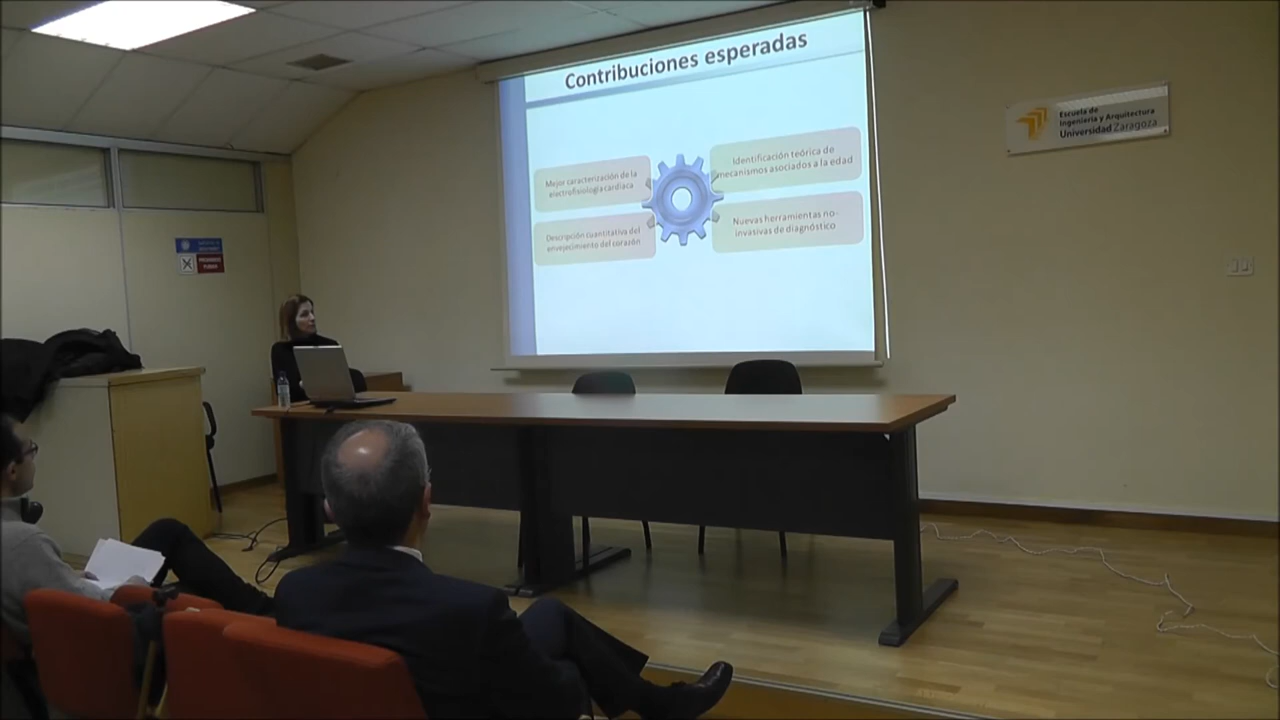 Contribuciones esperadas
Mejor caracterización de la
electrofisiología cardiaca
Identificación teórica de
mecanismos asociados a la edad
Descripción cuantitativa del
envejecimiento del corazón
Nuevas herramientas no-
invasivas de diagnóstico
Escuela de
Ingeniería y Arquitectura
Universidad Zaragoza